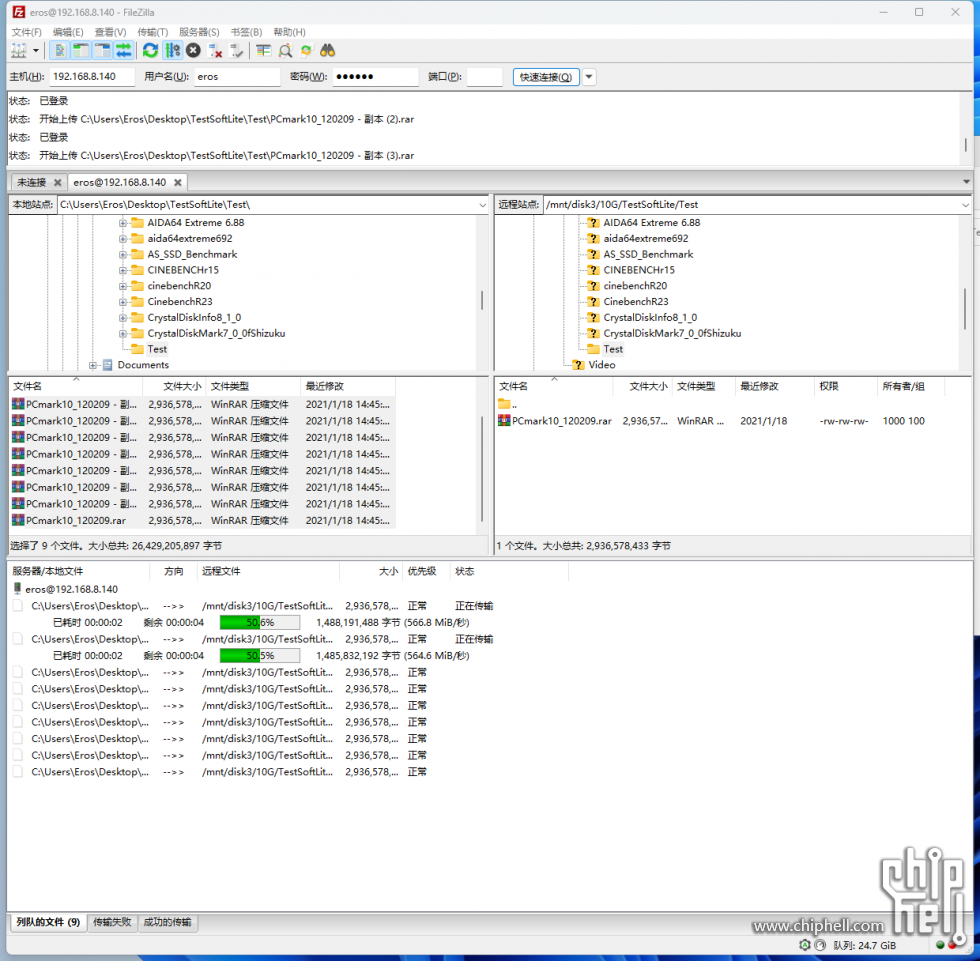 eros@192.168.8.140 - FileZilla
文件(F) 编辑(E) 查看(V) 传输(T) 服务器(S) 书签(B) 帮助(H)
主机(H): 192.168.8.140 用户名(U): eros 密码(W): ●●●●●● 端口(P): 快速连接(Q)
状态: 已登录
状态: 开始上传 C:\Users\Eros\Desktop\TestSoftLite\Test\PCmark10_120209 - 副本 (2).rar
状态: 已登录
状态: 开始上传 C:\Users\Eros\Desktop\TestSoftLite\Test\PCmark10_120209 - 副本 (3).rar
未连接 eros@192.168.8.140
本地站点: C:\Users\Eros\Desktop\TestSoftLite\Test\
AIDA64 Extreme 6.88
aida64extreme692
AS_SSD_Benchmark
CINEBENCHr15
cinebenchR20
CinebenchR23
CrystalDiskInfo8_1_0
CrystalDiskMark7_0_0fShizuku
Test
Documents
远程站点: /mnt/disk3/10G/TestSoftLite/Test
AIDA64 Extreme 6.88
aida64extreme692
AS_SSD_Benchmark
CINEBENCHr15
cinebenchR20
CinebenchR23
CrystalDiskInfo8_1_0
CrystalDiskMark7_0_0fShizuku
Test
Video
文件名 文件大小 文件类型 最近修改
PCmark10_120209 - 副... 2,936,578,... WinRAR 压缩文件 2021/1/18 14:45:...
PCmark10_120209 - 副... 2,936,578,... WinRAR 压缩文件 2021/1/18 14:45:...
PCmark10_120209 - 副... 2,936,578,... WinRAR 压缩文件 2021/1/18 14:45:...
PCmark10_120209 - 副... 2,936,578,... WinRAR 压缩文件 2021/1/18 14:45:...
PCmark10_120209 - 副... 2,936,578,... WinRAR 压缩文件 2021/1/18 14:45:...
PCmark10_120209 - 副... 2,936,578,... WinRAR 压缩文件 2021/1/18 14:45:...
PCmark10_120209 - 副... 2,936,578,... WinRAR 压缩文件 2021/1/18 14:45:...
PCmark10_120209.rar 2,936,578,... WinRAR 压缩文件 2021/1/18 14:45:...
选择了 9 个文件。大小总共: 26,429,205,897 字节
文件名 文件大小 文件类型 最近修改 权限 所有者/组
..
PCmark10_120209.rar 2,936,57... WinRAR ... 2021/1/18 -rw-rw-rw- 1000 100
1 个文件。大小总共: 2,936,578,433 字节
服务器/本地文件 方向 远程文件 大小 优先级 状态
eros@192.168.8.140
C:\Users\Eros\Desktop\... -->> /mnt/disk3/10G/TestSoftLit... 2,936,578,... 正常 正在传输
已耗时 00:00:02 剩余 00:00:04 50.6% 1,488,191,488 字节 (566.8 MiB/秒)
C:\Users\Eros\Desktop\... -->> /mnt/disk3/10G/TestSoftLit... 2,936,578,... 正常 正在传输
已耗时 00:00:02 剩余 00:00:04 50.5% 1,485,832,192 字节 (564.6 MiB/秒)
C:\Users\Eros\Desktop\... -->> /mnt/disk3/10G/TestSoftLit... 2,936,578,... 正常
C:\Users\Eros\Desktop\... -->> /mnt/disk3/10G/TestSoftLit... 2,936,578,... 正常
C:\Users\Eros\Desktop\... -->> /mnt/disk3/10G/TestSoftLit... 2,936,578,... 正常
C:\Users\Eros\Desktop\... -->> /mnt/disk3/10G/TestSoftLit... 2,936,578,... 正常
C:\Users\Eros\Desktop\... -->> /mnt/disk3/10G/TestSoftLit... 2,936,578,... 正常
C:\Users\Eros\Desktop\... -->> /mnt/disk3/10G/TestSoftLit... 2,936,578,... 正常
C:\Users\Eros\Desktop\... -->> /mnt/disk3/10G/TestSoftLit... 2,936,578,... 正常
列队的文件 (9) 传输失败 成功的传输
chip hell
www.chiphell.com
队列: 24.7 GiB